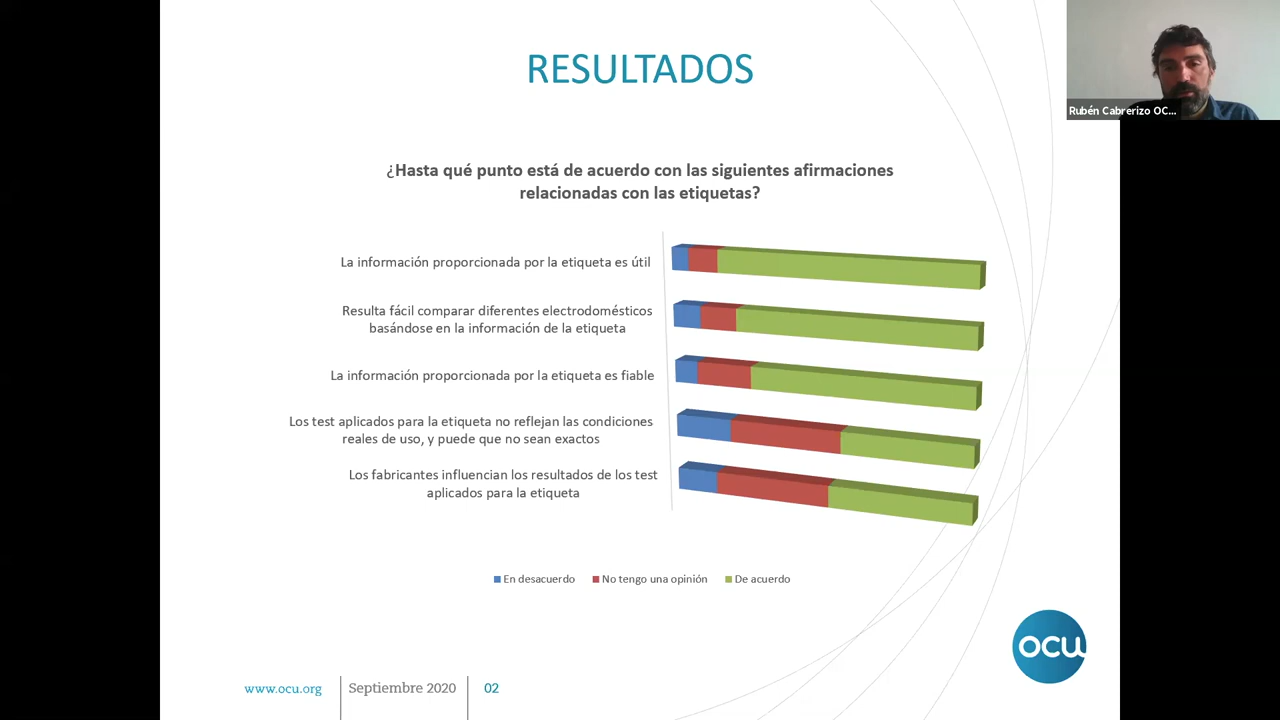 RESULTADOS
Rubén Cabrerizo OC...
¿Hasta qué punto está de acuerdo con las siguientes afirmaciones
relacionadas con las etiquetas?
La información proporcionada por la etiqueta es útil
Resulta fácil comparar diferentes electrodomésticos
basándose en la información de la etiqueta
La información proporcionada por la etiqueta es fiable
Los test aplicados para la etiqueta no reflejan las condiciones
reales de uso, y puede que no sean exactos
Los fabricantes influencian los resultados de los test
aplicados para la etiqueta
En desacuerdo No tengo una opinión De acuerdo
ocu
www.ocu.org Septiembre 2020 02